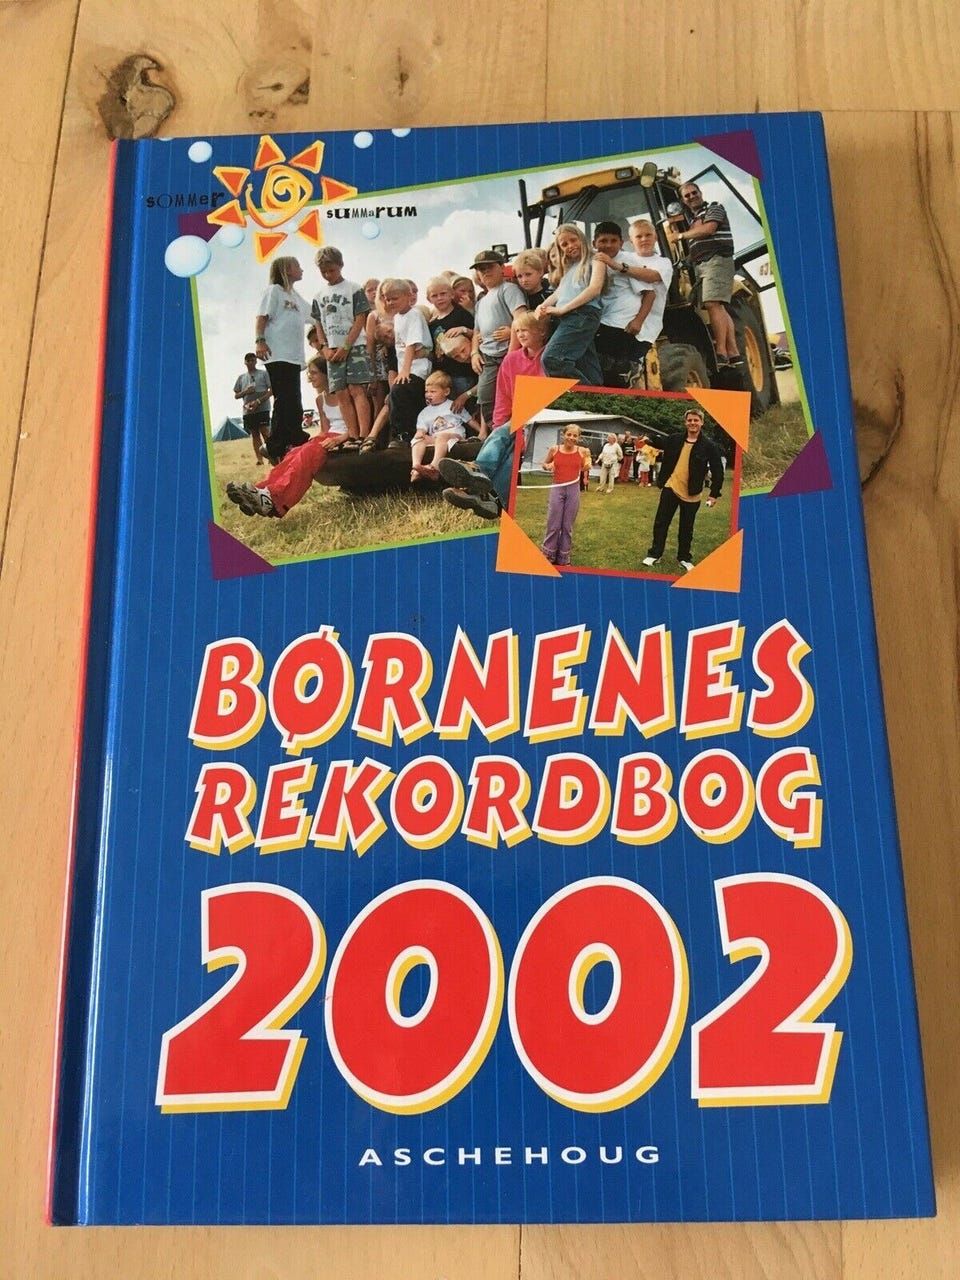 sOMMer
suMMarum
BØRNENES
REKORDBOG
2002
ASCHEHOUG